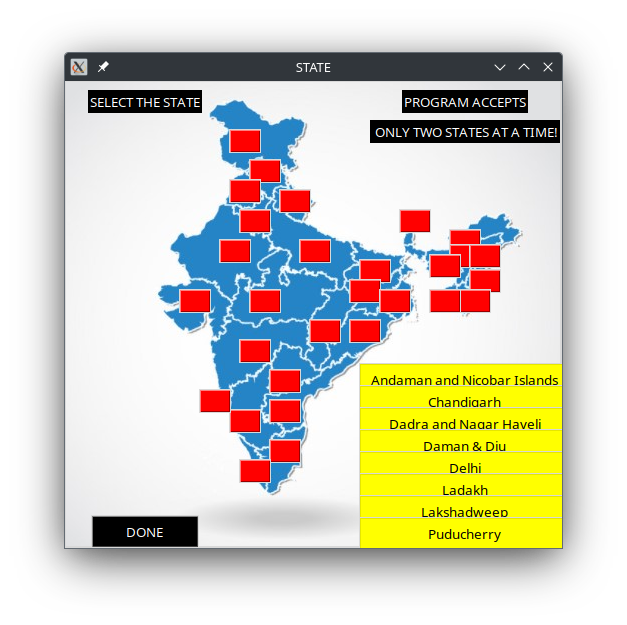 STATE
SELECT THE STATE
PROGRAM ACCEPTS
ONLY TWO STATES AT A TIME!
Andaman and Nicobar Islands
Chandigarh
Dadra and Nagar Haveli
Daman & Diu
Delhi
Ladakh
Lakshadweep
Puducherry
DONE